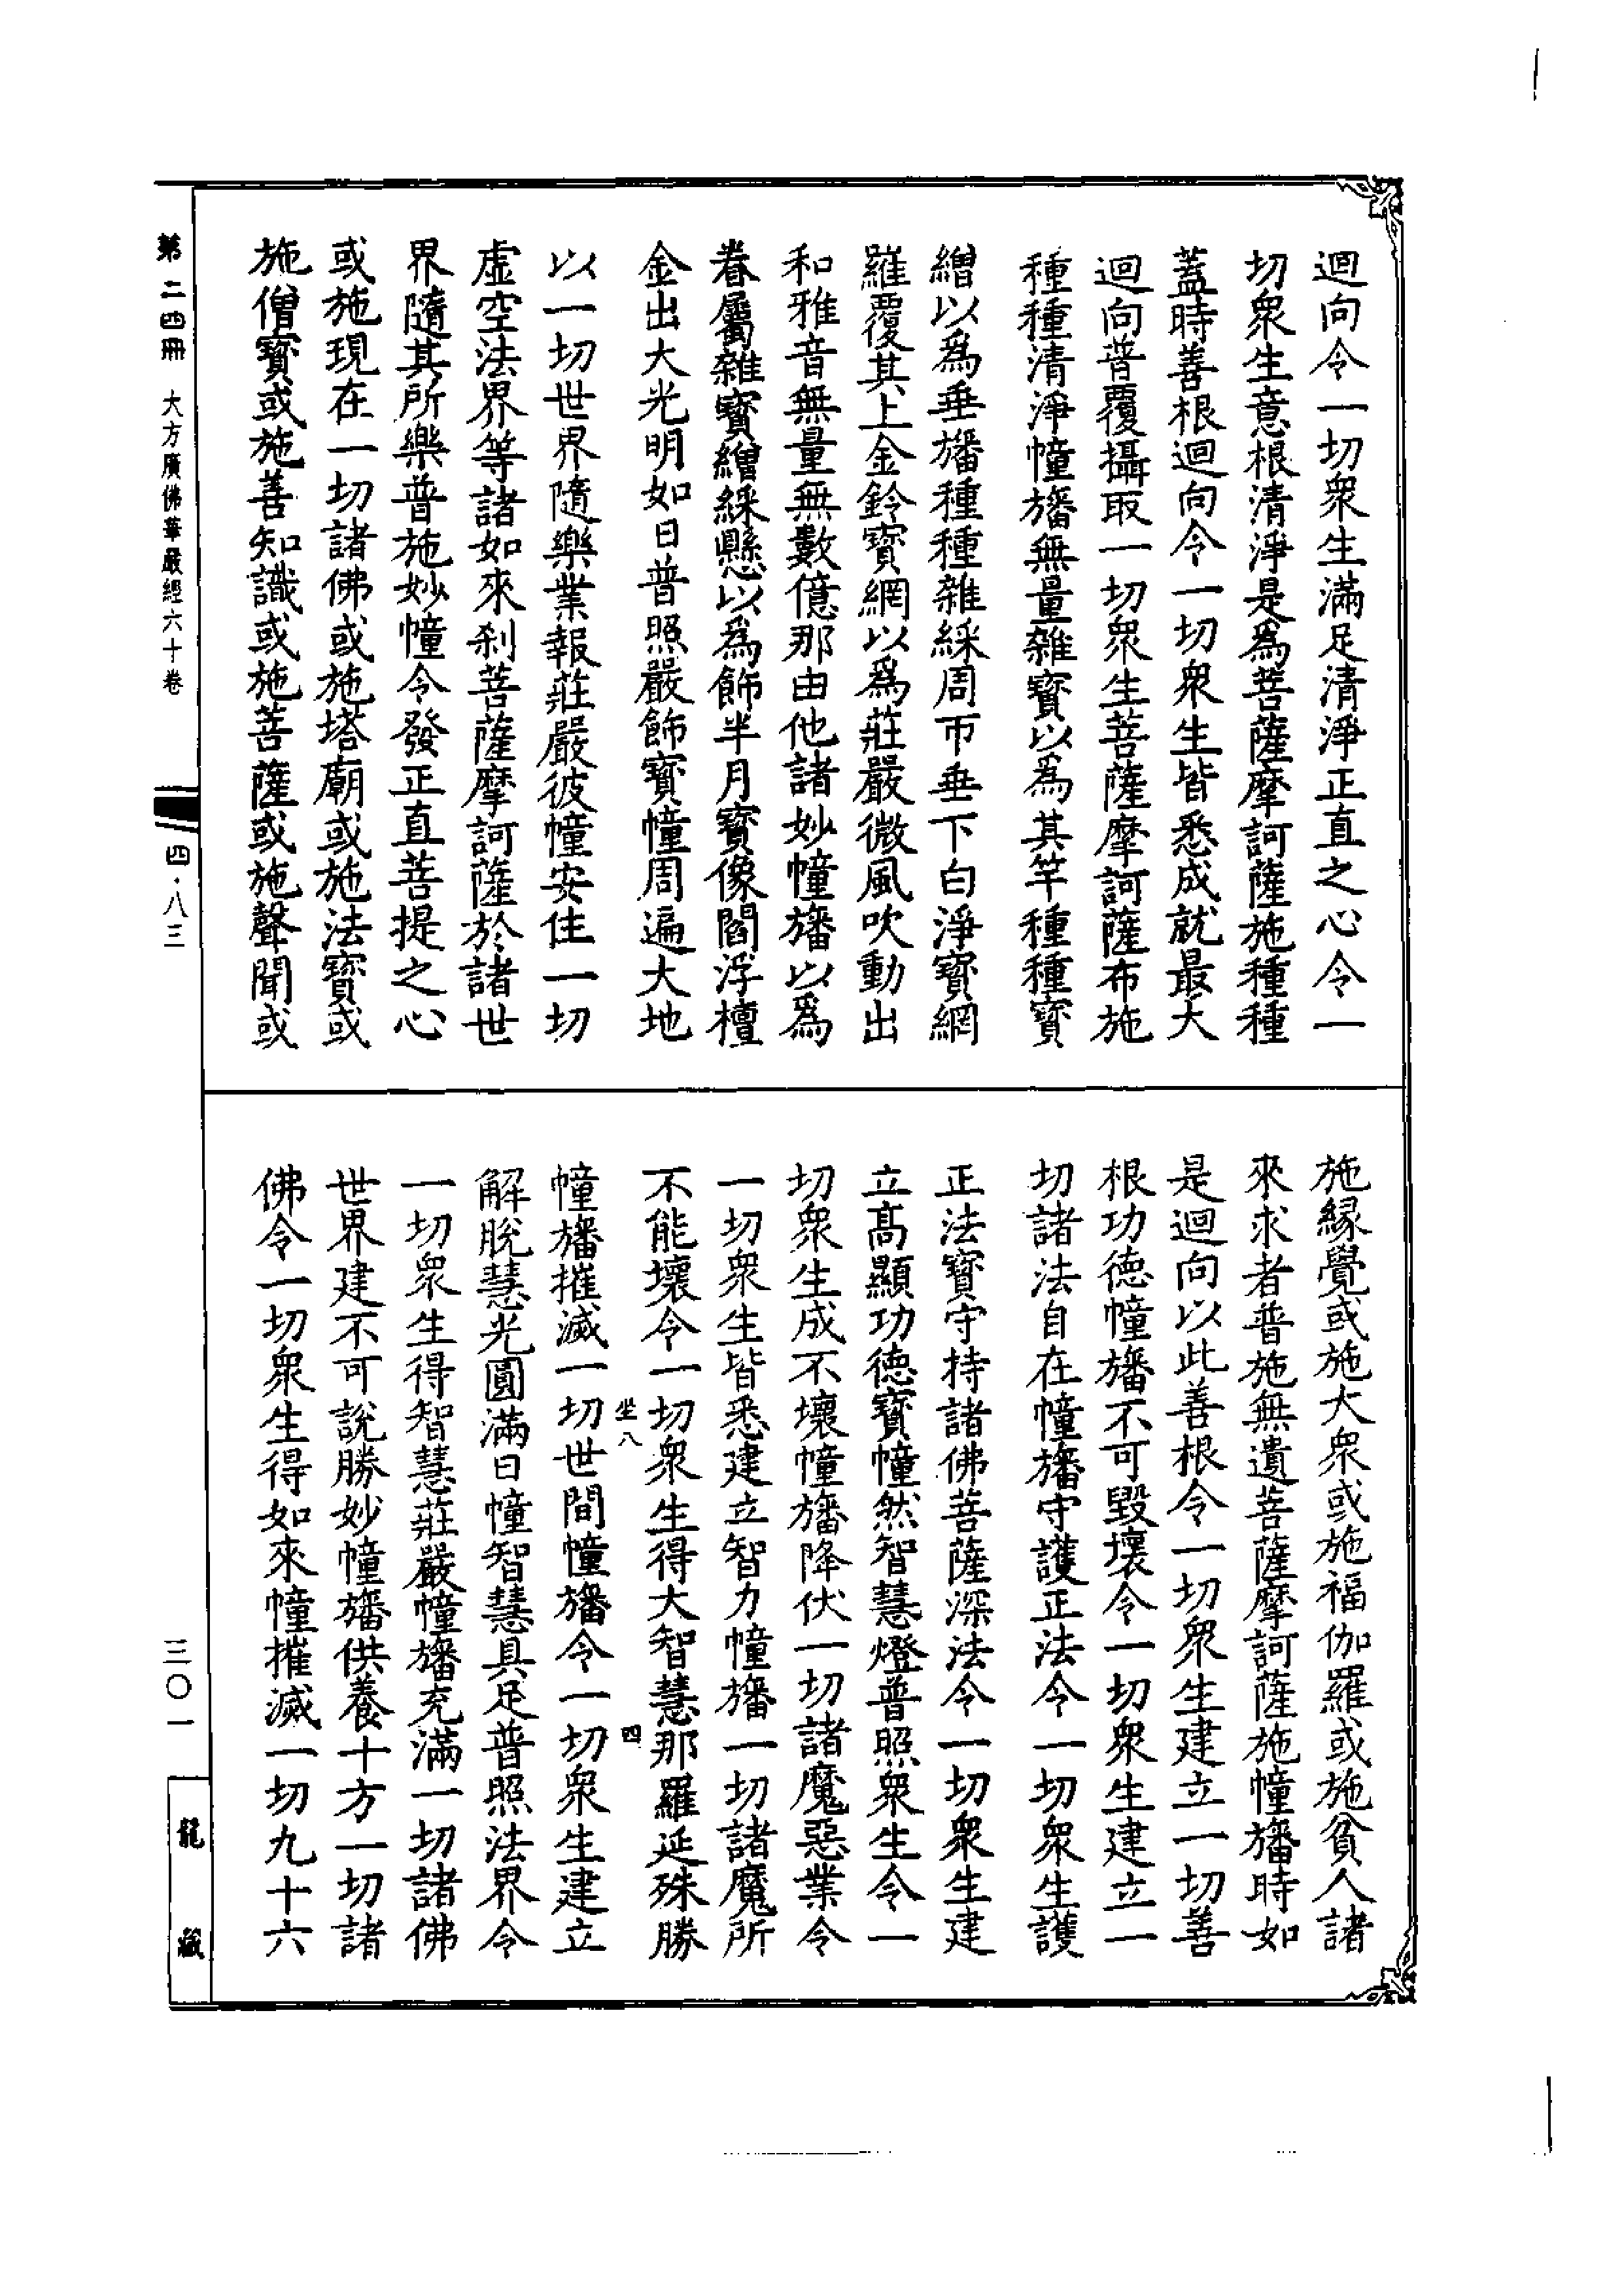 迴向令一切衆生滿足清淨正直之心令一
切衆生意根清淨是爲菩薩摩訶薩施種種
蓋時善根迴向令一切衆生皆悉成就最大
迴向普覆攝取一切衆生菩薩摩訶薩布施
種種清淨幢旛無量雜寳以爲其竿種種寳
繒以爲垂旛種種雜綵周帀垂下白淨寳網
羅覆其上金鈴寳網以爲莊嚴微風吹動出
和雅音無量無數億那由他諸妙幢旛以爲
眷屬雜寳繒綵懸以爲飾半月寳像閻浮檀
金出大光明如日普照嚴飾寳幢周遍大地
以一切世界隨樂業報莊嚴彼幢安住一切
虛空法界等諸如來刹菩薩摩訶薩於諸世
界隨其所樂普施妙幢令發正直菩提之心
或施現在一切諸佛或施塔廟或施法寳或
施僧寳或施善知識或施菩薩或施聲聞或
施緣覺或施大衆或施福伽羅或施貧人諸
來求者普施無遺菩薩摩訶薩施幢旛時如
是迴向以此善根令一切衆生建立一切善
根功德幢旛不可毀壞令一切衆生建立一
切諸法自在幢旛守護正法令一切衆生護
正法寳守持諸佛菩薩深法令一切衆生建
立髙顯功德寳幢然智慧燈普照衆生令一
切衆生成不壞幢旛降伏一切諸魔惡業令
一切衆生皆悉建立智力幢旛一切諸魔所
不能壞令一切衆生得大智慧那羅延殊勝
坐八 四
幢旛摧滅一切世間幢旛令一切衆生建立
解脫慧光圓滿日幢智慧具足普照法界令
一切衆生得智慧莊嚴幢旛充滿一切諸佛
世界建不可說勝妙幢旛供養十方一切諸
佛令一切衆生得如來幢摧滅一切九十六
第二四冊 大方廣佛華嚴經六十卷 四·八三 三〇一 龍藏